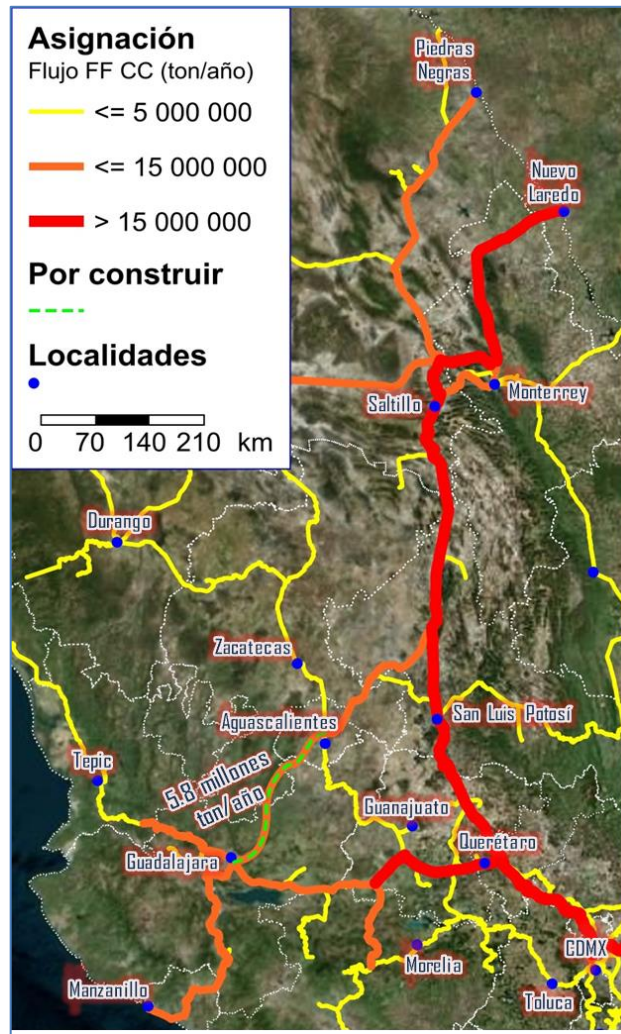 Asignación
Flujo FF CC (ton/año)
<= 5 000 000
<= 15 000 000
> 15 000 000
Por construir
Localidades
0 70 140 210 km
Piedras
Negras
Nuevo
Laredo
Monterrey
Saltillo
Durango
Zacatecas
Aguascalientes
San Luis Potosí
Tepic
5.8 millones
ton/año
Guanajuato
Guadalajara
Querétaro
CDMX
Morelia
Manzanillo
Toluca